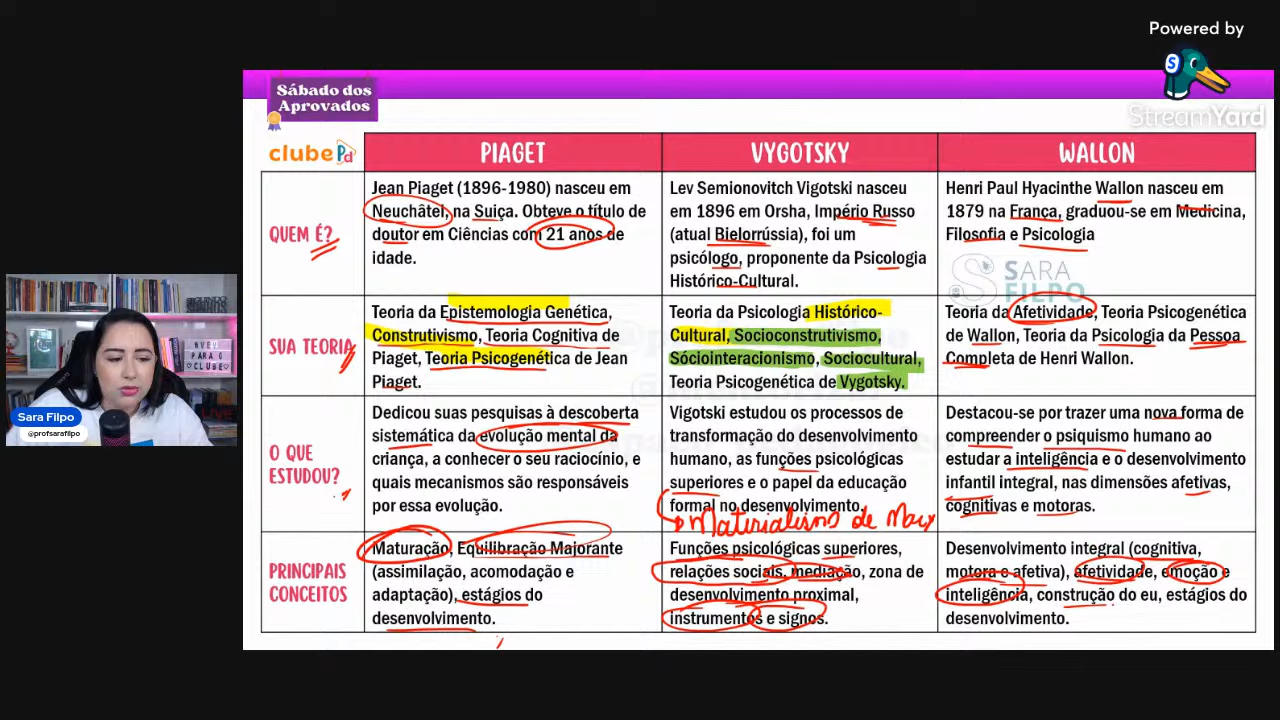 Powered by
StreamYard
Sábado dos
Aprovados
clube Pd
PIAGET
VYGOTSKY
WALLON
QUEM É?
Jean Piaget (1896-1980) nasceu em
Neuchâtel, na Suiça. Obteve o título de
doutor em Ciências com 21 anos de
idade.
Lev Semionovitch Vigotski nasceu
em 1896 em Orsha, Império Russo
(atual Bielorrússia), foi um
psicólogo, proponente da Psicologia
Histórico-Cultural.
Henri Paul Hyacinthe Wallon nasceu em
1879 na França, graduou-se em Medicina,
Filosofia e Psicologia
SARA
FILPO
SUA TEORIA
Teoria da Epistemologia Genética,
Construtivismo, Teoria Cognitiva de
Piaget, Teoria Psicogenética de Jean
Piaget.
Teoria da Psicologia Histórico-
Cultural, Socioconstrutivismo,
Sóciointeracionismo, Sociocultural,
Teoria Psicogenética de Vygotsky.
Teoria da Afetividade, Teoria Psicogenética
de Wallon, Teoria da Psicologia da Pessoa
Completa de Henri Wallon.
O QUE
ESTUDOU?
Dedicou suas pesquisas à descoberta
sistemática da evolução mental da
criança, a conhecer o seu raciocínio, e
quais mecanismos são responsáveis
por essa evolução.
Vigotski estudou os processos de
transformação do desenvolvimento
humano, as funções psicológicas
superiores e o papel da educação
formal no desenvolvimento.
Materialismo de Marx
Destacou-se por trazer uma nova forma de
compreender o psiquismo humano ao
estudar a inteligência e o desenvolvimento
infantil integral, nas dimensões afetivas,
cognitivas e motoras.
PRINCIPAIS
CONCEITOS
Maturação, Equilibração Majorante
(assimilação, acomodação e
adaptação), estágios do
desenvolvimento.
Funções psicológicas superiores,
relações sociais, mediação, zona de
desenvolvimento proximal,
instrumentos e signos.
Desenvolvimento integral (cognitiva,
motora e afetiva), afetividade, emoção e
inteligência, construção do eu, estágios do
desenvolvimento.
Sara Filpo
@profsarafilpo